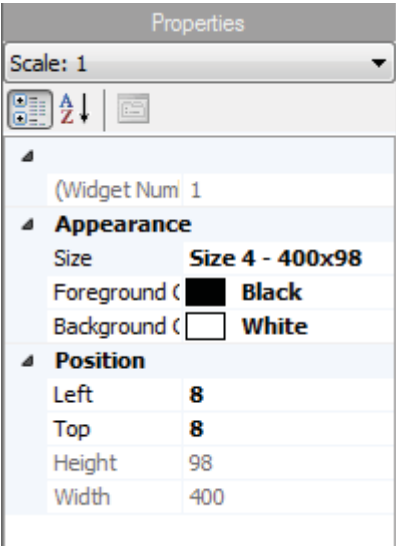 Properties
Scale: 1
A
Z
(Widget Num 1
Appearance
Size Size 4 - 400x98
Foreground C Black
Background C White
Position
Left 8
Top 8
Height 98
Width 400